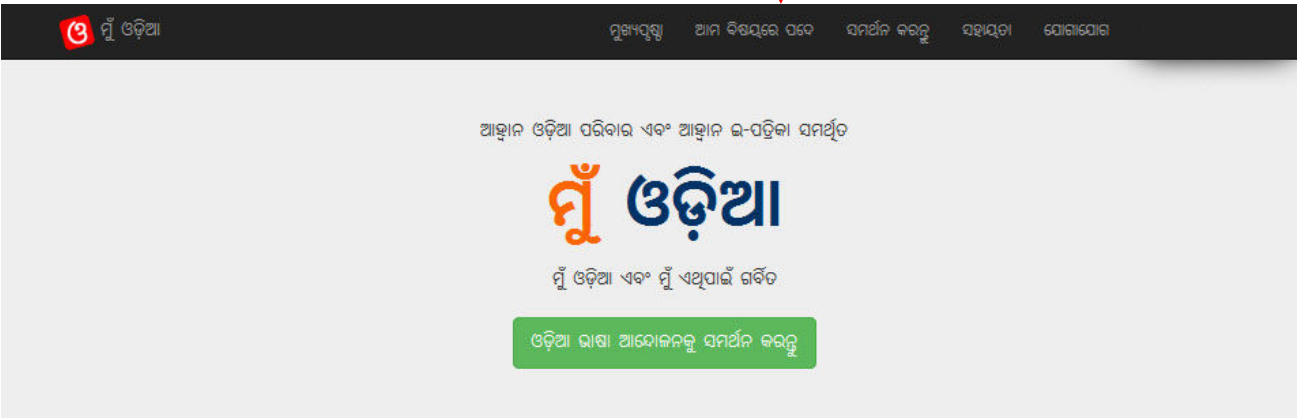 ଓ ମୁଁ ଓଡ଼ିଆ ମୁଖ୍ୟପୃଷ୍ଠା ଆମ ବିଷୟରେ ପଦେ ସମର୍ଥନ କରନ୍ତୁ ସହାୟତା ଯୋଗାଯୋଗ
ଆହ୍ୱାନ ଓଡ଼ିଆ ପରିବାର ଏବଂ ଆହ୍ୱାନ ଇ-ପତ୍ରିକା ସମର୍ଥିତ
ମୁଁ ଓଡ଼ିଆ
ମୁଁ ଓଡ଼ିଆ ଏବଂ ମୁଁ ଏଥିପାଇଁ ଗର୍ବିତ
ଓଡ଼ିଆ ଭାଷା ଆନ୍ଦୋଳନକୁ ସମର୍ଥନ କରନ୍ତୁ